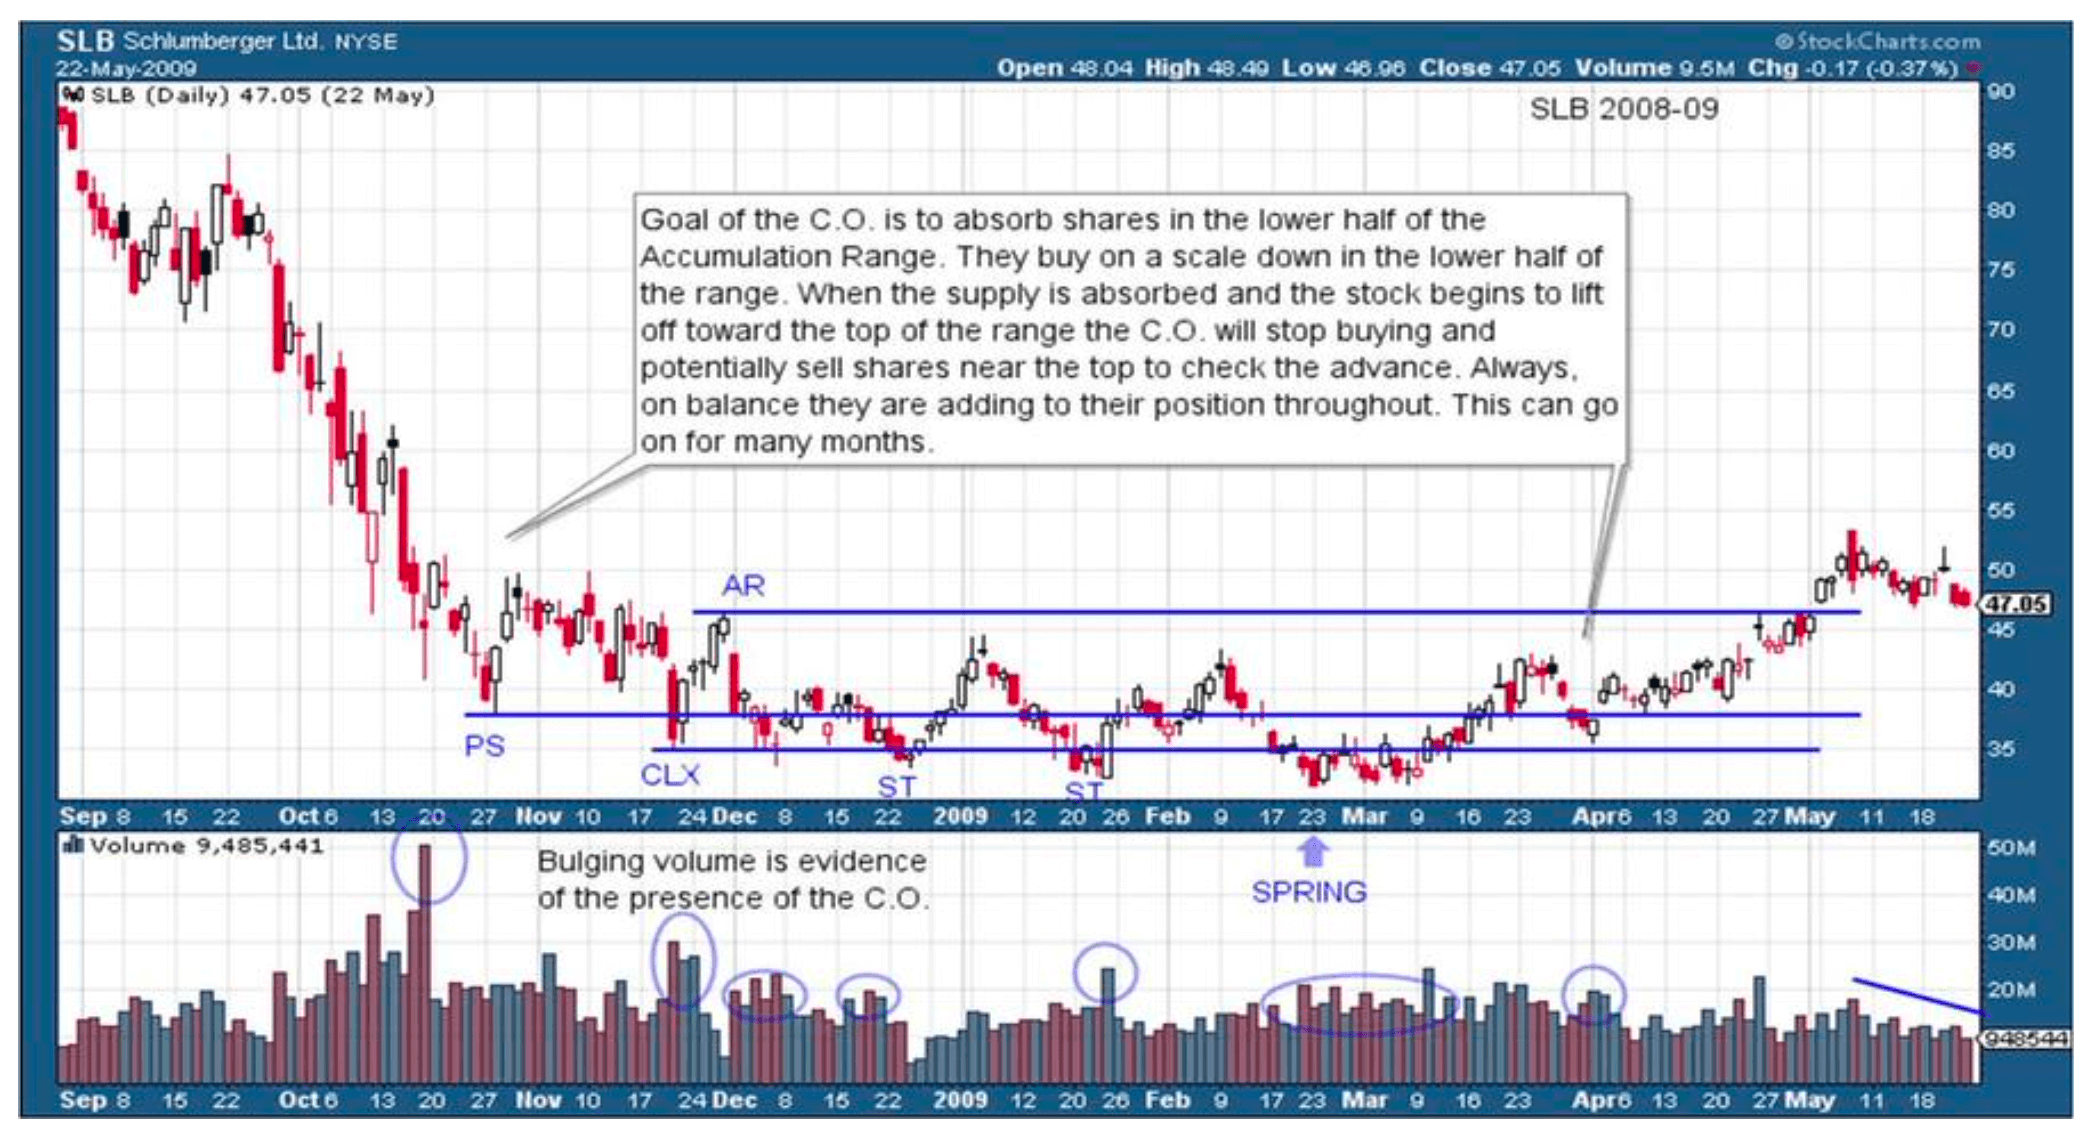 SLB Schlumberger Ltd. NYSE
©StockCharts.com
22-May-2009
Open 48.04 High 48.49 Low 46.96 Close 47.05 Volume 9.5M Chg -0.17 (-0.37%)
SLB (Daily) 47.05 (22 May)
SLB 2008-09
90
85
80
75
70
65
60
55
50
47.05
45
40
35
Goal of the C.O. is to absorb shares in the lower half of the
Accumulation Range. They buy on a scale down in the lower half of
the range. When the supply is absorbed and the stock begins to lift
off toward the top of the range the C.O. will stop buying and
potentially sell shares near the top to check the advance. Always,
on balance they are adding to their position throughout. This can go
on for many months.
AR
PS
CLX
ST
ST
Sep 8 15 22 Oct 6 13 20 27 Nov 10 17 24 Dec 8 15 22 2009 12 20 26 Feb 9 17 23 Mar 9 16 23 Apr 6 13 20 27 May 11 18
Volume 9,485,441
Bulging volume is evidence
of the presence of the C.O.
SPRING
50M
40M
30M
20M
948544
Sep 8 15 22 Oct 6 13 20 27 Nov 10 17 24 Dec 8 15 22 2009 12 20 26 Feb 9 17 23 Mar 9 16 23 Apr 6 13 20 27 May 11 18